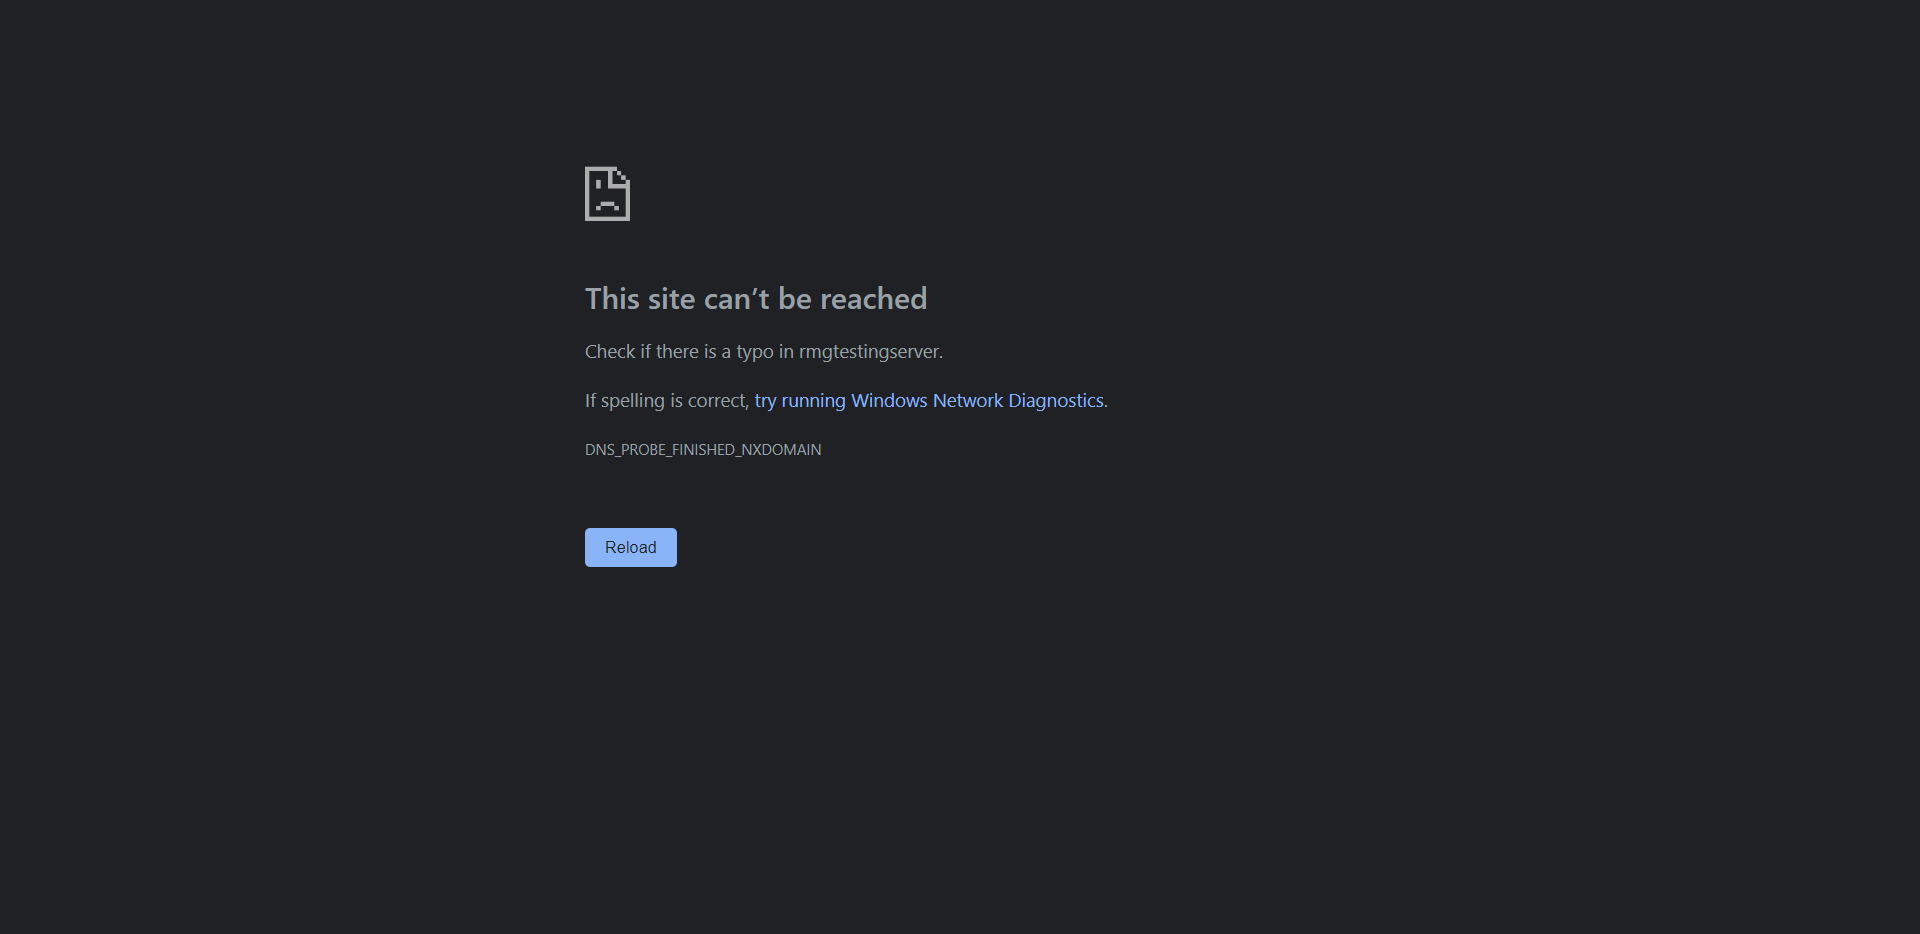 This site can’t be reached
Check if there is a typo in rmgtestingserver.
If spelling is correct, try running Windows Network Diagnostics.
DNS_PROBE_FINISHED_NXDOMAIN
Reload